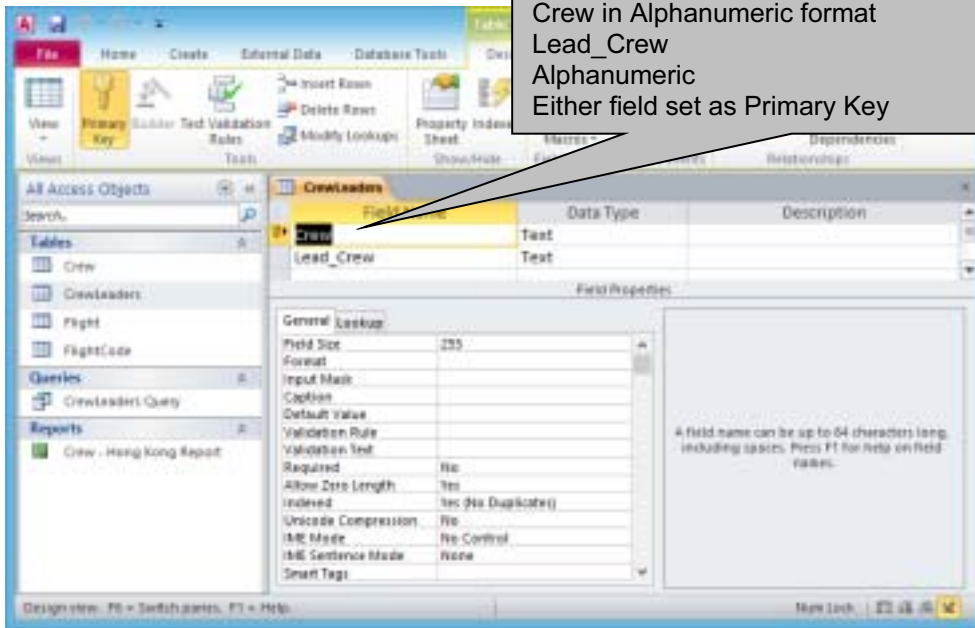 Crew in Alphanumeric format
Lead_Crew
Alphanumeric
Either field set as Primary Key
File Home Create External Data Database Tools
View Primary Key Builder Test Validation Rules
Insert Rows
Delete Rows
Modify Lookups
Property Sheet
Views Tools Show/Hide
Dependencies
Relationships
All Access Objects
Search..
Tables
Crew
CrewLeaders
Flight
FlightCode
Queries
CrewLeaders Query
Reports
Crew - Hong Kong Report
CrewLeaders
Field Name Data Type Description
Crew Text
Lead_Crew Text
Field Properties
General Lookup
Field Size 255
Format
Input Mask
Caption
Default Value
Validation Rule
Validation Text
Required No
Allow Zero Length Yes
Indexed Yes (No Duplicates)
Unicode Compression No
IME Mode No Control
IME Sentence Mode None
Smart Tags
A field name can be up to 64 characters long,
including spaces. Press F1 for help on field
names.
Design view. F6 = Switch panes. F1 = Help.
Num Lock